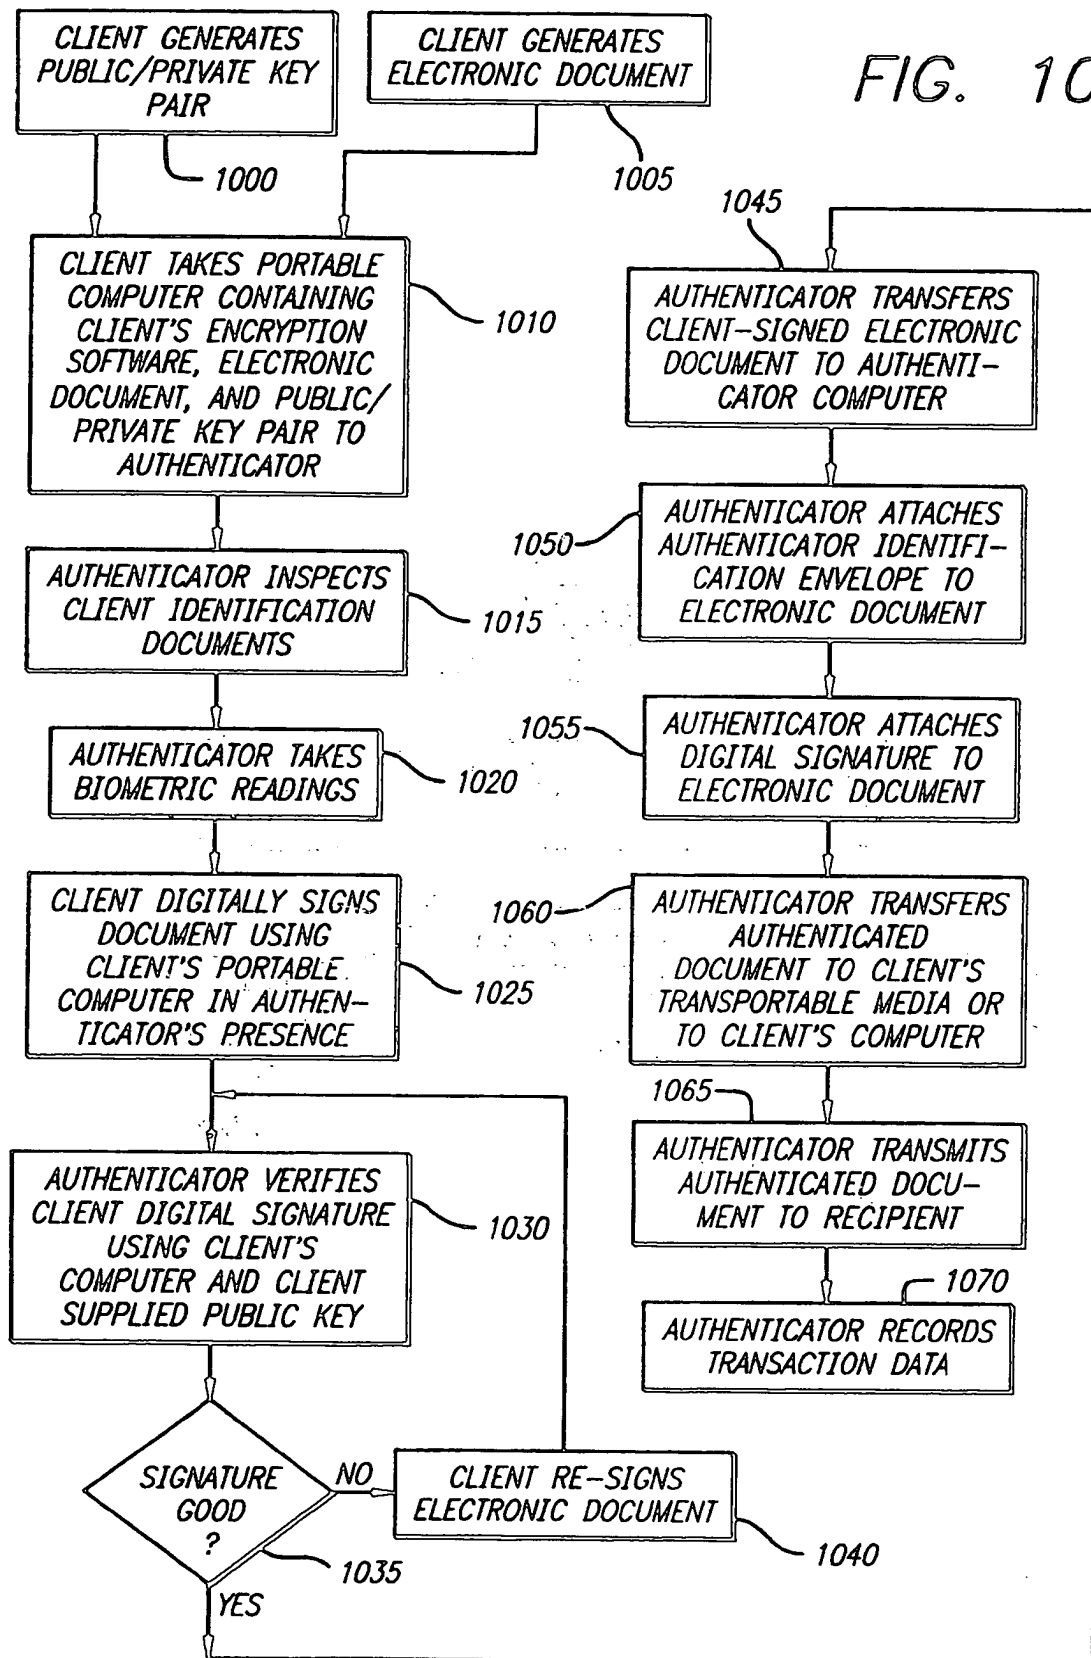 CLIENT GENERATES
PUBLIC/PRIVATE KEY
PAIR
1000
CLIENT GENERATES
ELECTRONIC DOCUMENT
1005
FIG. 10
CLIENT TAKES PORTABLE
COMPUTER CONTAINING
CLIENT'S ENCRYPTION
SOFTWARE, ELECTRONIC
DOCUMENT, AND PUBLIC/
PRIVATE KEY PAIR TO
AUTHENTICATOR
1010
AUTHENTICATOR INSPECTS
CLIENT IDENTIFICATION
DOCUMENTS
1015
AUTHENTICATOR TAKES
BIOMETRIC READINGS
1020
CLIENT DIGITALLY SIGNS
DOCUMENT USING
CLIENT'S PORTABLE
COMPUTER IN AUTHEN-
TICATOR'S PRESENCE
1025
AUTHENTICATOR VERIFIES
CLIENT DIGITAL SIGNATURE
USING CLIENT'S
COMPUTER AND CLIENT
SUPPLIED PUBLIC KEY
1030
SIGNATURE
GOOD
?
1035
NO
YES
CLIENT RE-SIGNS
ELECTRONIC DOCUMENT
1040
1045
AUTHENTICATOR TRANSFERS
CLIENT-SIGNED ELECTRONIC
DOCUMENT TO AUTHENTI-
CATOR COMPUTER
1050
AUTHENTICATOR ATTACHES
AUTHENTICATOR IDENTIFI-
CATION ENVELOPE TO
ELECTRONIC DOCUMENT
1055
AUTHENTICATOR ATTACHES
DIGITAL SIGNATURE TO
ELECTRONIC DOCUMENT
1060
AUTHENTICATOR TRANSFERS
AUTHENTICATED
DOCUMENT TO CLIENT'S
TRANSPORTABLE MEDIA OR
TO CLIENT'S COMPUTER
1065
AUTHENTICATOR TRANSMITS
AUTHENTICATED DOCU-
MENT TO RECIPIENT
1070
AUTHENTICATOR RECORDS
TRANSACTION DATA